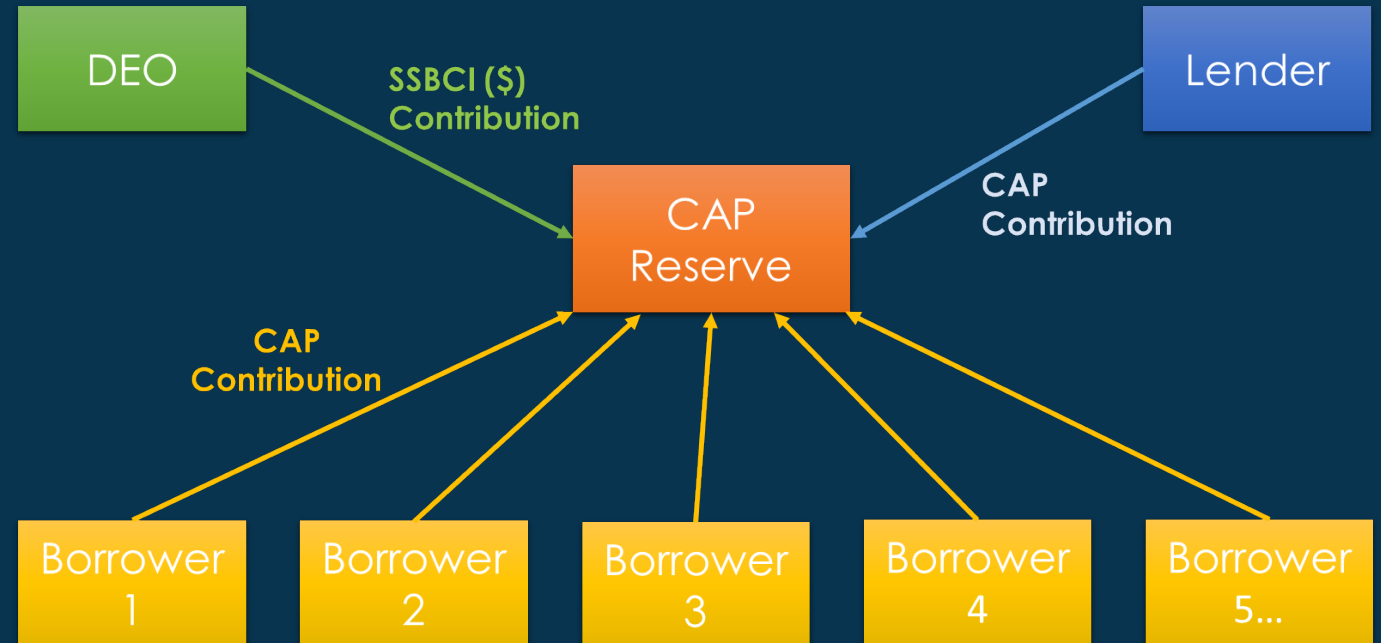 DEO
SSBCI ($)
Contribution
Lender
CAP
Reserve
CAP
Contribution
CAP
Contribution
Borrower
1
Borrower
2
Borrower
3
Borrower
4
Borrower
5...